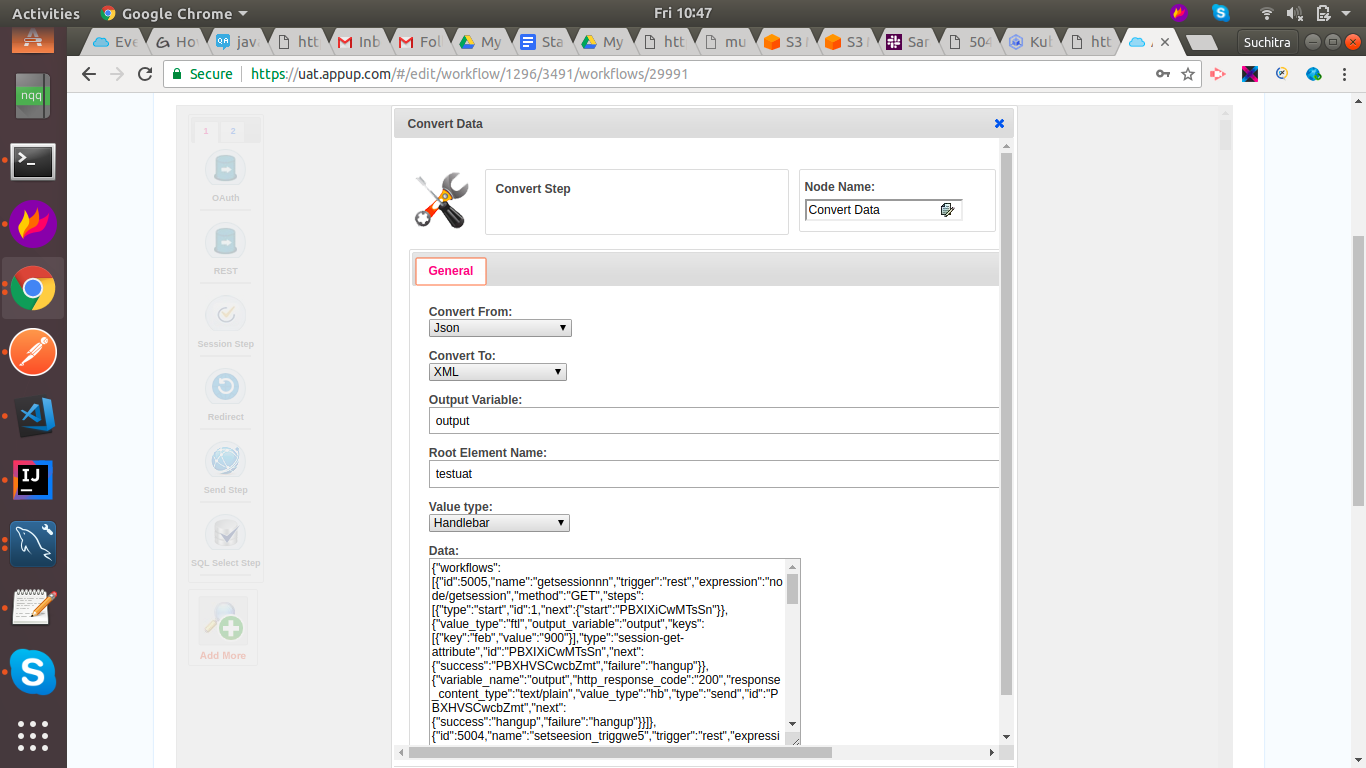 Activities
Google Chrome
Fri 10:47
Eve
Ho
jav
htt
Inb
Fol
My
Sta
My
htt
mu
S3 M
S3
Sar
504
Kub
htt
A
Suchitra
Secure
https://uat.appup.com/#/edit/workflow/1296/3491/workflows/29991
nqq
1 2
OAuth
REST
Session Step
Redirect
Send Step
SQL Select Step
Add More
Convert Data
Convert Step
Node Name:
Convert Data
General
Convert From:
Json
Convert To:
XML
Output Variable:
output
Root Element Name:
testuat
Value type:
Handlebar
Data:
{"workflows":
[{"id":5005,"name":"getsessionnn","trigger":"rest","expression":"no
de/getsession","method":"GET","steps":
[{"type":"start","id":1,"next":{"start":"PBXIXiCwMTsSn"}},
{"value_type":"ftl","output_variable":"output","keys":
[{"key":"feb","value":"900"}],"type":"session-get-
attribute","id":"PBXIXiCwMTsSn","next":
{"success":"PBXHVSCwcbZmt","failure":"hangup"}},
{"variable_name":"output","http_response_code":"200","response
_content_type":"text/plain","value_type":"hb","type":"send","id":"P
BXHVSCwcbZmt","next":
{"success":"hangup","failure":"hangup"}}]},
{"id":5004,"name":"setseesion_triggwe5","trigger":"rest","expressi